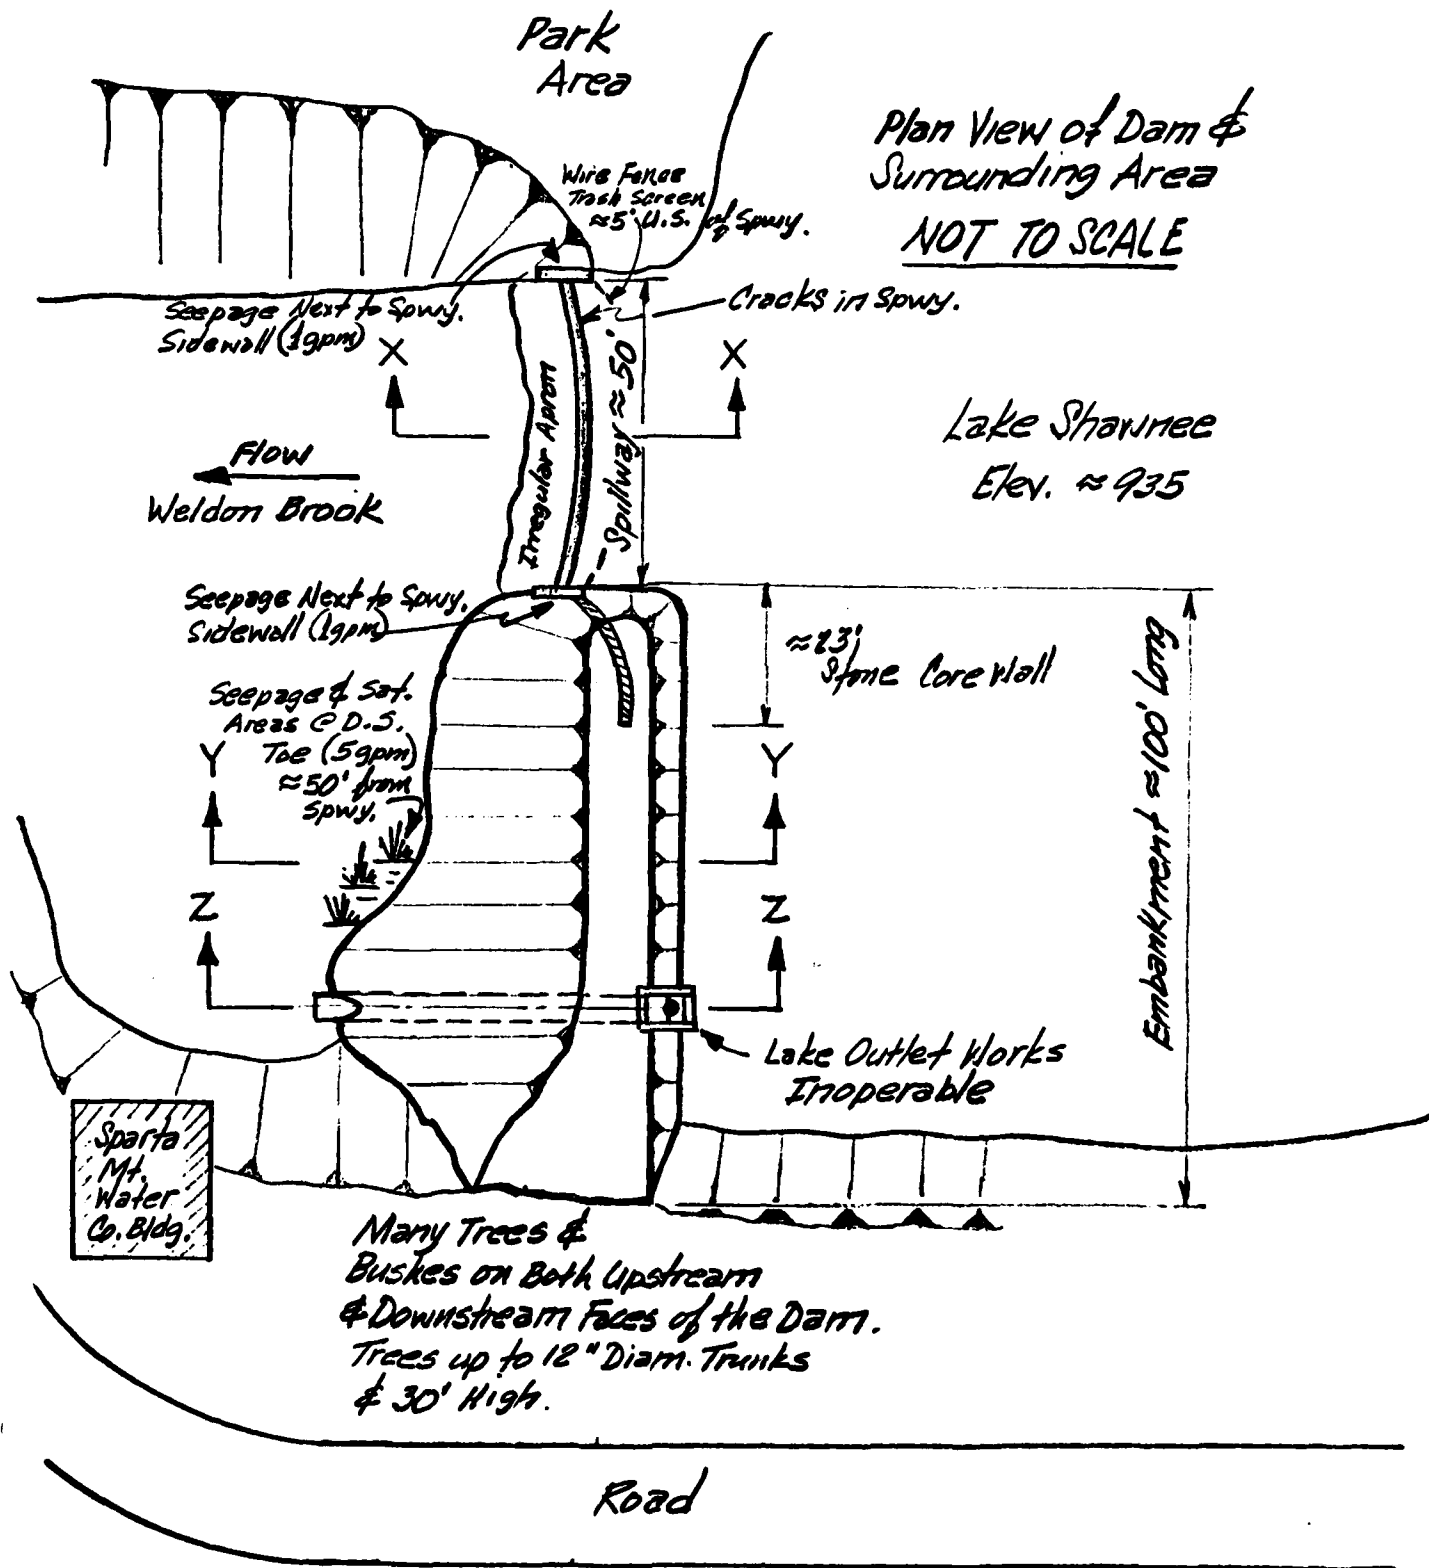 Park
Area
Plan View of Dam &
Surrounding Area
NOT TO SCALE
Wire Fence
Trash Screen
≈5' U.S. of Spwy.
Seepage Next to Spwy.
Sidewall (1gpm)
Cracks in Spwy.
X
X
Irregular Apron
Spillway ≈ 50'
Lake Shawnee
Elev. ≈ 935
Flow
Weldon Brook
Seepage Next to Spwy.
Sidewall (1gpm)
≈23'
Stone Core Wall
Seepage & Sat.
Areas @ D.S.
Toe (5gpm)
≈50' from
Spwy.
Y
Y
Embankment ≈ 100' Long
Z
Z
Lake Outlet Works
Inoperable
Sparta
Mt.
Water
Co. Bldg.
Many Trees &
Bushes on Both Upstream
& Downstream Faces of the Dam.
Trees up to 12" Diam. Trunks
& 30' High.
Road